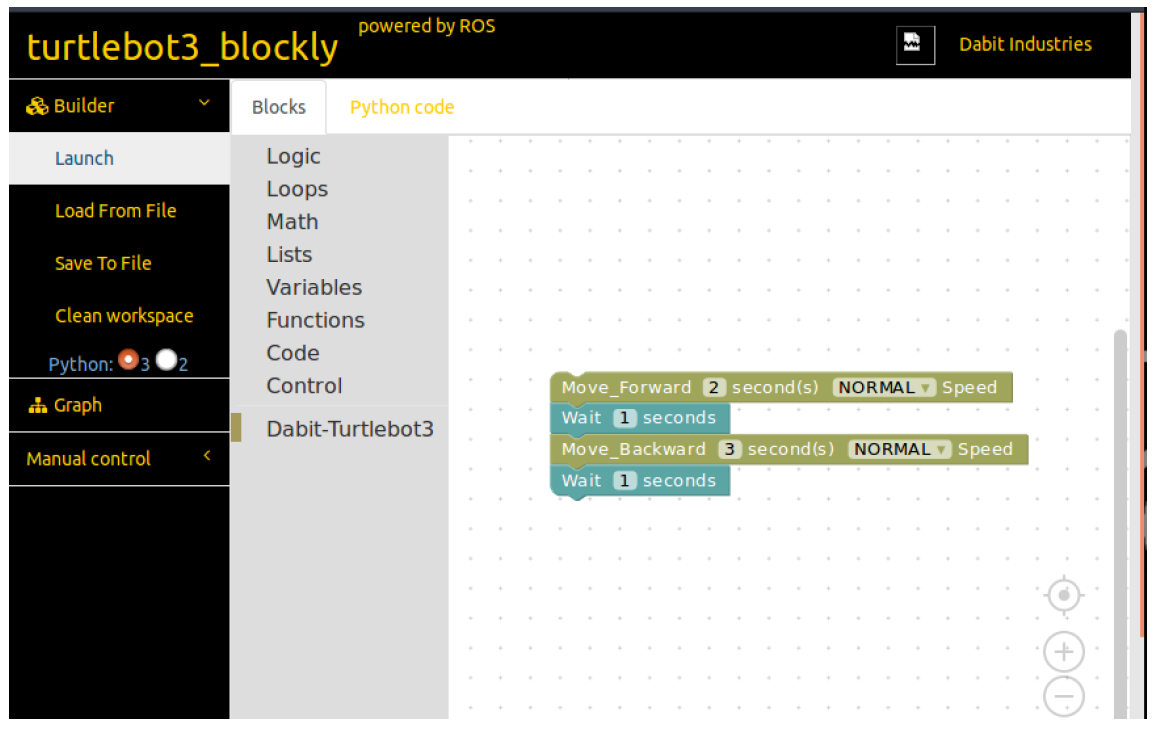 turtlebot3_blockly powered by ROS
Dabit Industries
Builder
Launch
Load From File
Save To File
Clean workspace
Python: 3 2
Graph
Manual control
Blocks Python code
Logic
Loops
Math
Lists
Variables
Functions
Code
Control
Dabit-Turtlebot3
Move_Forward 2 second(s) NORMAL Speed
Wait 1 seconds
Move_Backward 3 second(s) NORMAL Speed
Wait 1 seconds